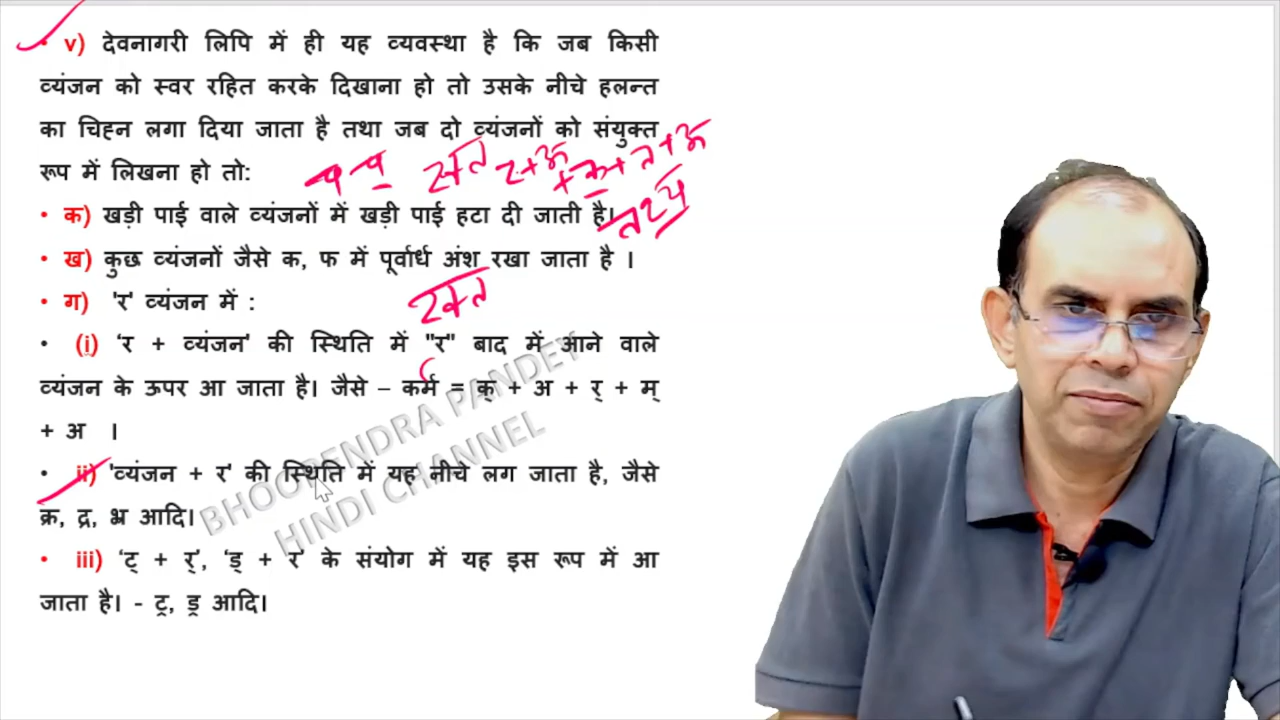 v) देवनागरी लिपि में ही यह व्यवस्था है कि जब किसी
व्यंजन को स्वर रहित करके दिखाना हो तो उसके नीचे हलन्त
का चिह्न लगा दिया जाता है तथा जब दो व्यंजनों को संयुक्त
रूप में लिखना हो तो:
• क) खड़ी पाई वाले व्यंजनों में खड़ी पाई हटा दी जाती है।
• ख) कुछ व्यंजनों जैसे क, फ में पूर्वार्ध अंश रखा जाता है ।
रक्त
• ग) 'र' व्यंजन में :
• (i) ‘र + व्यंजन' की स्थिति में "र" बाद में आने वाले
व्यंजन के ऊपर आ जाता है। जैसे – कर्म = क् + अ + र् + म्
+ अ ।
• ii) 'व्यंजन + र' की स्थिति में यह नीचे लग जाता है, जैसे
क्र, द्र, भ्र आदि।
• iii) ‘ट् + र्', ‘ड् + र' के संयोग में यह इस रूप में आ
जाता है। - ट्र, ड्र आदि।
BHOOPENDRA PANDEY
HINDI CHANNEL